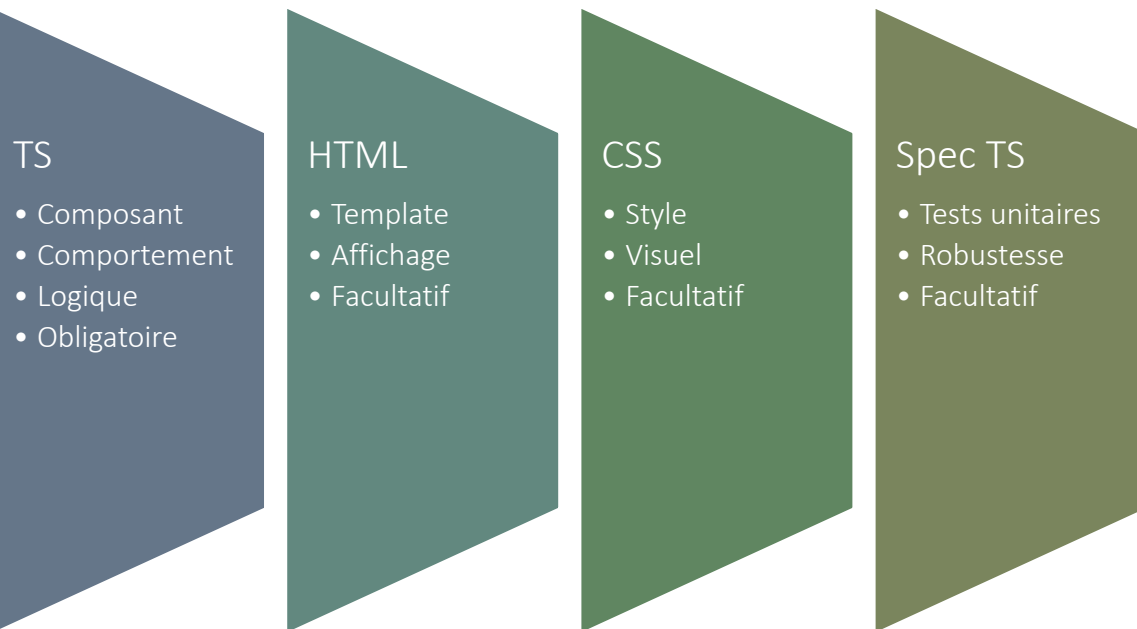 TS
• Composant
• Comportement
• Logique
• Obligatoire
HTML
• Template
• Affichage
• Facultatif
CSS
• Style
• Visuel
• Facultatif
Spec TS
• Tests unitaires
• Robustesse
• Facultatif